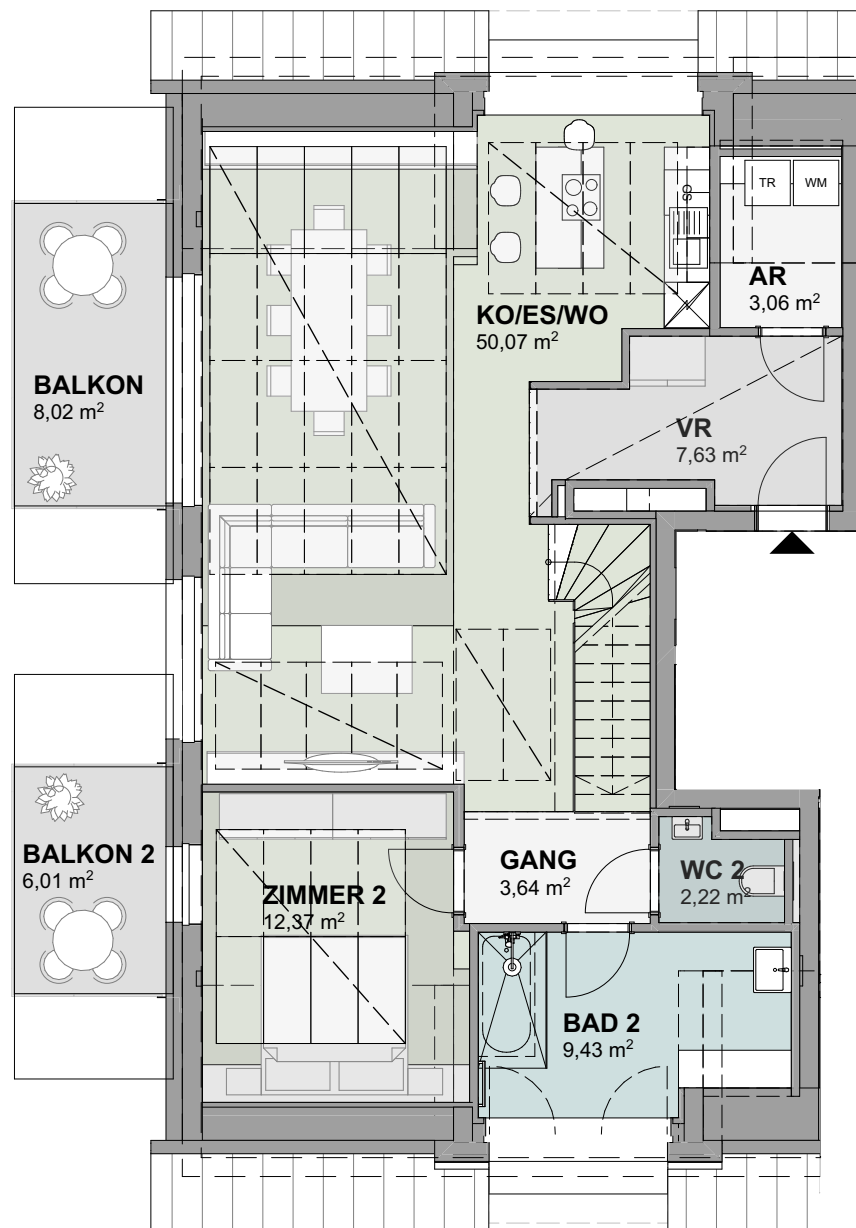 TR
WM
GS
AR
3,06 m²
KO/ES/WO
50,07 m²
BALKON
8,02 m²
VR
7,63 m²
BALKON 2
6,01 m²
ZIMMER 2
12,37 m²
GANG
3,64 m²
WC 2
2,22 m²
BAD 2
9,43 m²